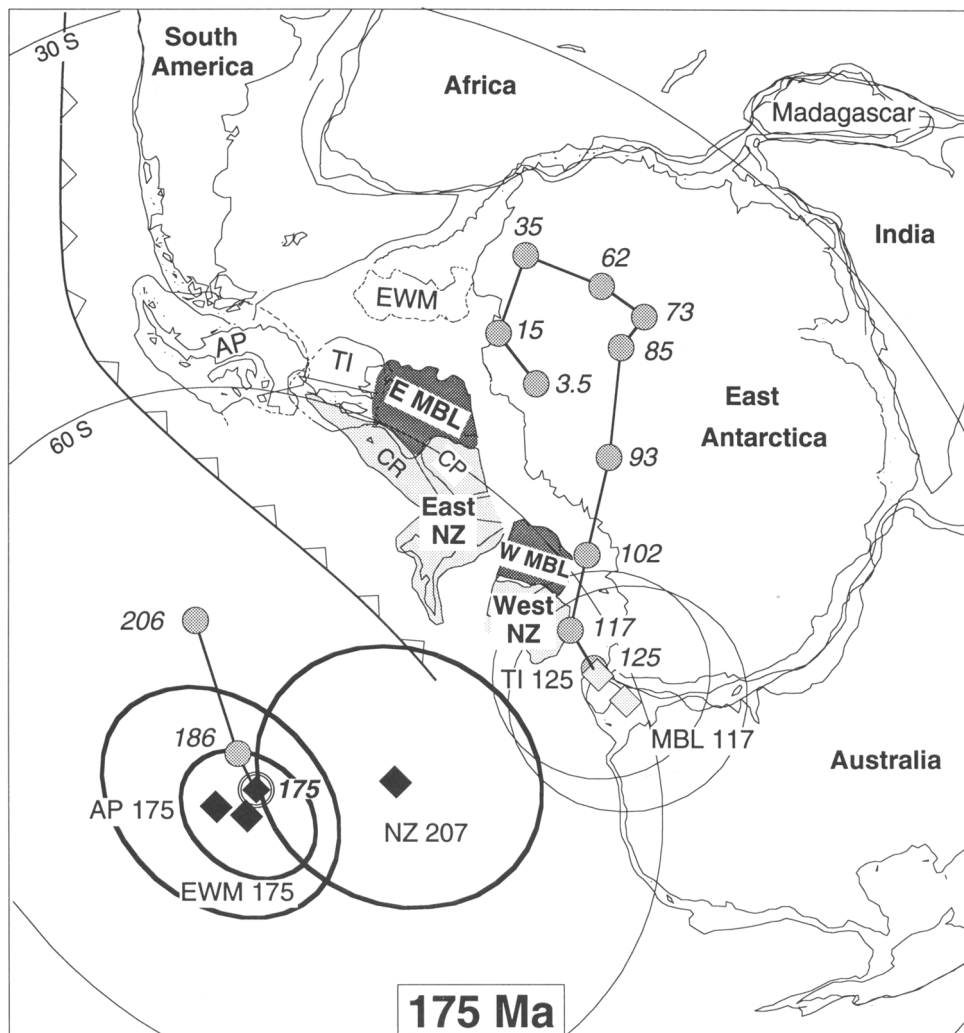 30 S
South
America
Africa
Madagascar
India
35
62
EWM
73
15
85
AP
TI
3.5
E MBL
East
Antarctica
60 S
CR
CP
93
East
NZ
W MBL
102
West
NZ
206
117
125
TI 125
MBL 117
186
175
Australia
AP 175
NZ 207
EWM 175
175 Ma